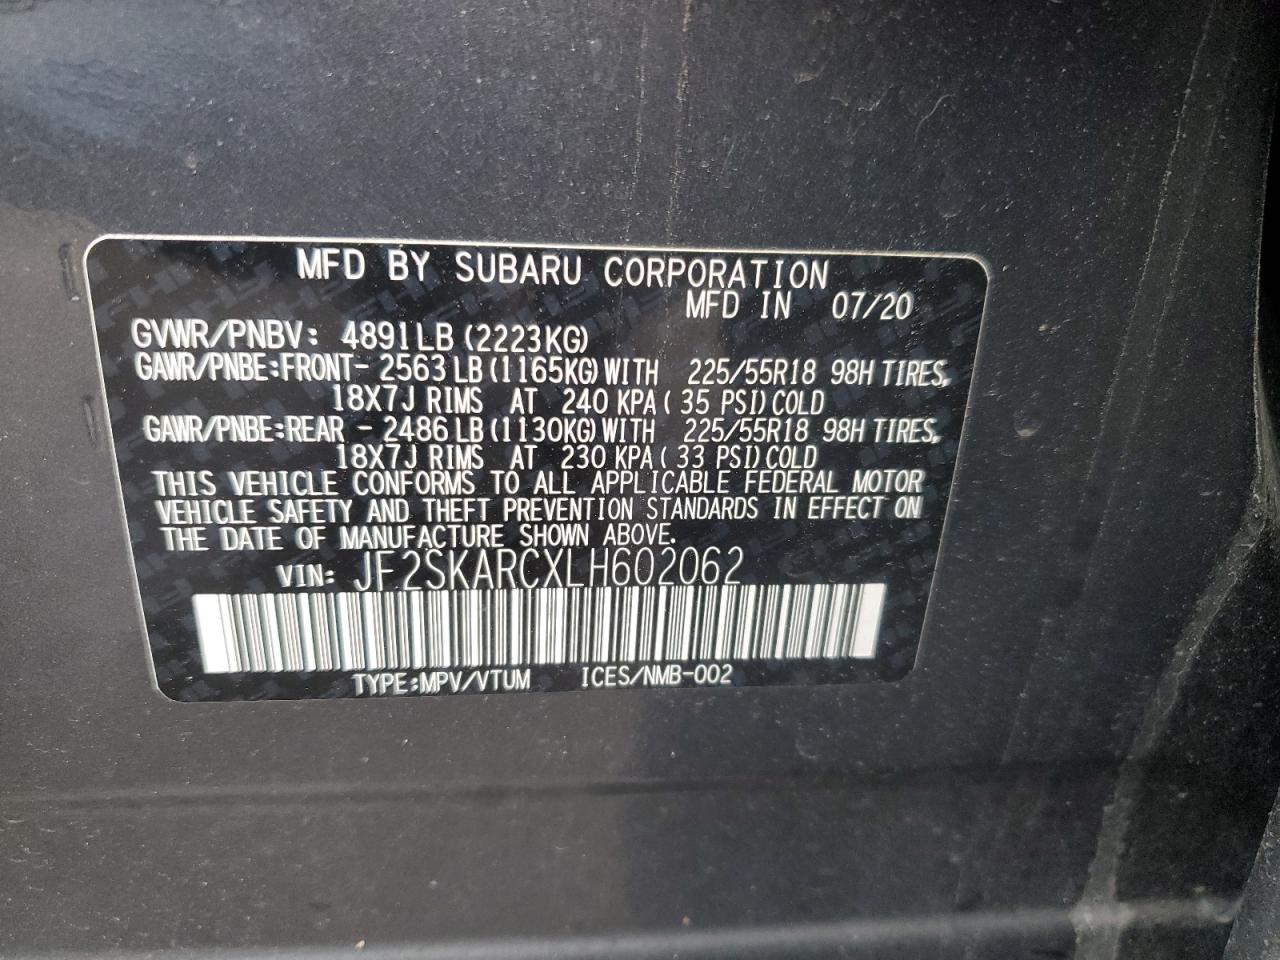 MFD BY SUBARU CORPORATION
MFD IN 07/20
GVWR/PNBV: 4891LB (2223KG)
GAWR/PNBE:FRONT- 2563 LB (1165KG) WITH 225/55R18 98H TIRES,
18X7J RIMS AT 240 KPA ( 35 PSI) COLD
GAWR/PNBE:REAR - 2486 LB (1130KG) WITH 225/55R18 98H TIRES,
18X7J RIMS AT 230 KPA ( 33 PSI) COLD
THIS VEHICLE CONFORMS TO ALL APPLICABLE FEDERAL MOTOR
VEHICLE SAFETY AND THEFT PREVENTION STANDARDS IN EFFECT ON
THE DATE OF MANUFACTURE SHOWN ABOVE.
VIN: JF2SKARCXLH602062
TYPE:MPV/VTUM ICES/NMB-002